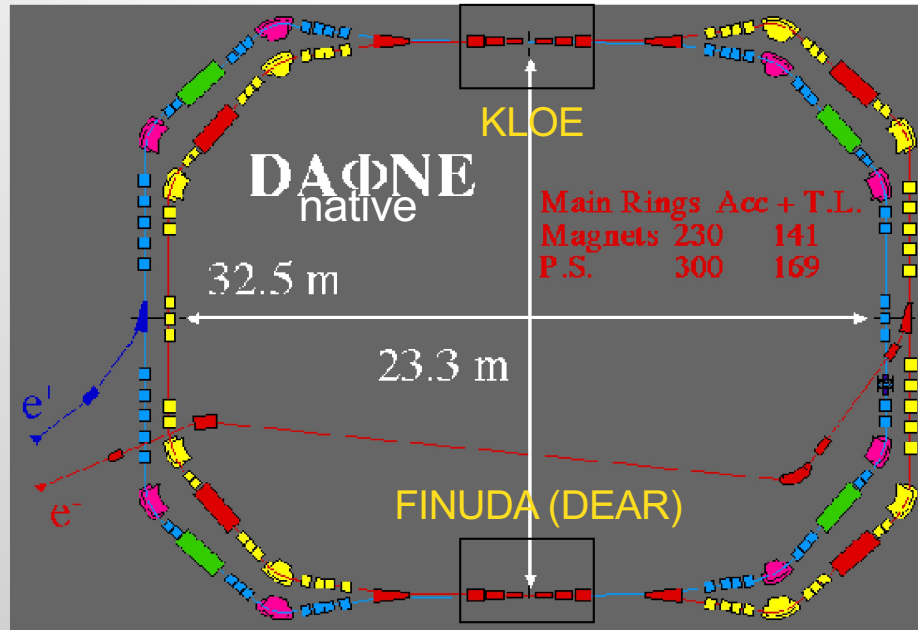 KLOE
DAΦNE
native
Main Rings Acc + T.L.
Magnets 230 141
P.S. 300 169
32.5 m
23.3 m
e⁺
e⁻
FINUDA (DEAR)